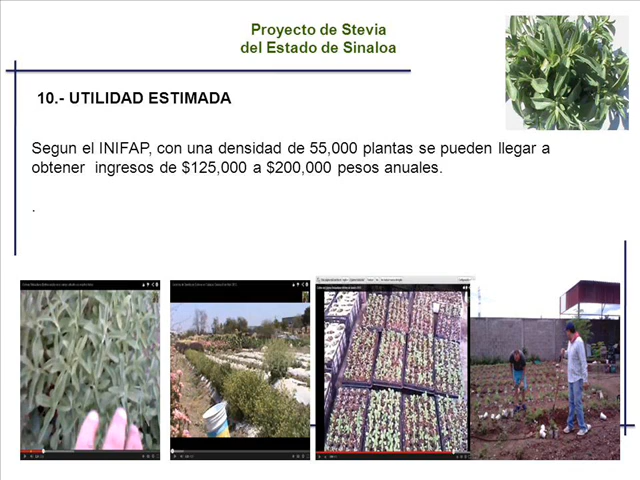 Proyecto de Stevia
del Estado de Sinaloa
10.- UTILIDAD ESTIMADA
Segun el INIFAP, con una densidad de 55,000 plantas se pueden llegar a
obtener ingresos de $125,000 a $200,000 pesos anuales.
.